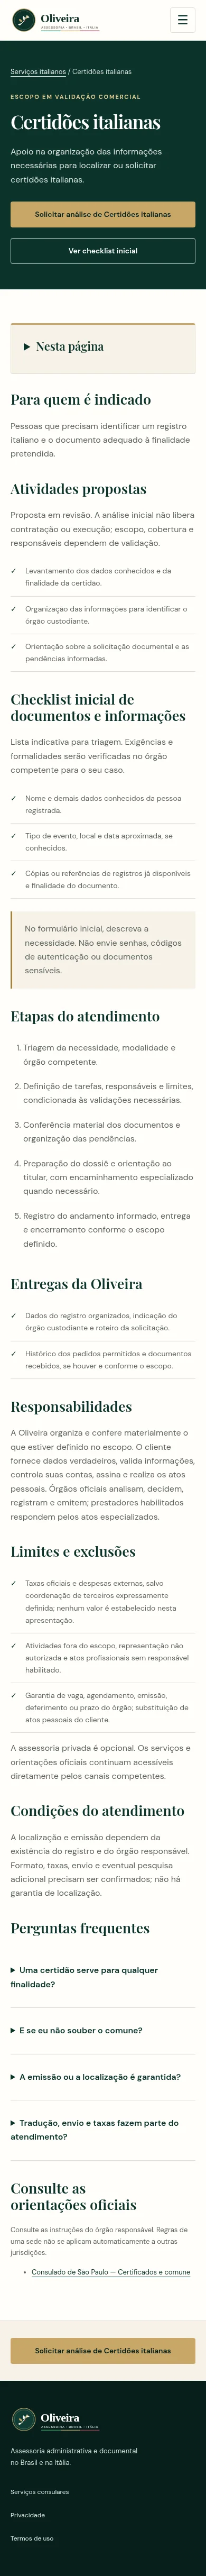 Oliveira
ASSESSORIA · BRASIL · ITÁLIA
☰
Serviços italianos / Certidões italianas
ESCOPO EM VALIDAÇÃO COMERCIAL
Certidões italianas
Apoio na organização das informações
necessárias para localizar ou solicitar
certidões italianas.
Solicitar análise de Certidões italianas
Ver checklist inicial
▶ Nesta página
Para quem é indicado
Pessoas que precisam identificar um registro
italiano e o documento adequado à finalidade
pretendida.
Atividades propostas
Proposta em revisão. A análise inicial não libera
contratação ou execução; escopo, cobertura e
responsáveis dependem de validação.
✓ Levantamento dos dados conhecidos e da
finalidade da certidão.
✓ Organização das informações para identificar o
órgão custodiante.
✓ Orientação sobre a solicitação documental e as
pendências informadas.
Checklist inicial de
documentos e informações
Lista indicativa para triagem. Exigências e
formalidades serão verificadas no órgão
competente para o seu caso.
✓ Nome e demais dados conhecidos da pessoa
registrada.
✓ Tipo de evento, local e data aproximada, se
conhecidos.
✓ Cópias ou referências de registros já disponíveis
e finalidade do documento.
No formulário inicial, descreva a
necessidade. Não envie senhas, códigos
de autenticação ou documentos
sensíveis.
Etapas do atendimento
1. Triagem da necessidade, modalidade e
órgão competente.
2. Definição de tarefas, responsáveis e limites,
condicionada às validações necessárias.
3. Conferência material dos documentos e
organização das pendências.
4. Preparação do dossiê e orientação ao
titular, com encaminhamento especializado
quando necessário.
5. Registro do andamento informado, entrega
e encerramento conforme o escopo
definido.
Entregas da Oliveira
✓ Dados do registro organizados, indicação do
órgão custodiante e roteiro da solicitação.
✓ Histórico dos pedidos permitidos e documentos
recebidos, se houver e conforme o escopo.
Responsabilidades
A Oliveira organiza e confere materialmente o
que estiver definido no escopo. O cliente
fornece dados verdadeiros, valida informações,
controla suas contas, assina e realiza os atos
pessoais. Órgãos oficiais analisam, decidem,
registram e emitem; prestadores habilitados
respondem pelos atos especializados.
Limites e exclusões
✓ Taxas oficiais e despesas externas, salvo
coordenação de terceiros expressamente
definida; nenhum valor é estabelecido nesta
apresentação.
✓ Atividades fora do escopo, representação não
autorizada e atos profissionais sem responsável
habilitado.
✓ Garantia de vaga, agendamento, emissão,
deferimento ou prazo do órgão; substituição de
atos pessoais do cliente.
A assessoria privada é opcional. Os serviços e
orientações oficiais continuam acessíveis
diretamente pelos canais competentes.
Condições do atendimento
A localização e emissão dependem da
existência do registro e do órgão responsável.
Formato, taxas, envio e eventual pesquisa
adicional precisam ser confirmados; não há
garantia de localização.
Perguntas frequentes
▶ Uma certidão serve para qualquer
finalidade?
▶ E se eu não souber o comune?
▶ A emissão ou a localização é garantida?
▶ Tradução, envio e taxas fazem parte do
atendimento?
Consulte as
orientações oficiais
Consulte as instruções do órgão responsável. Regras de
uma sede não se aplicam automaticamente a outras
jurisdições.
• Consulado de São Paulo — Certificados e comune
Solicitar análise de Certidões italianas
Oliveira
ASSESSORIA · BRASIL · ITÁLIA
Assessoria administrativa e documental
no Brasil e na Itália.
Serviços consulares
Privacidade
Termos de uso